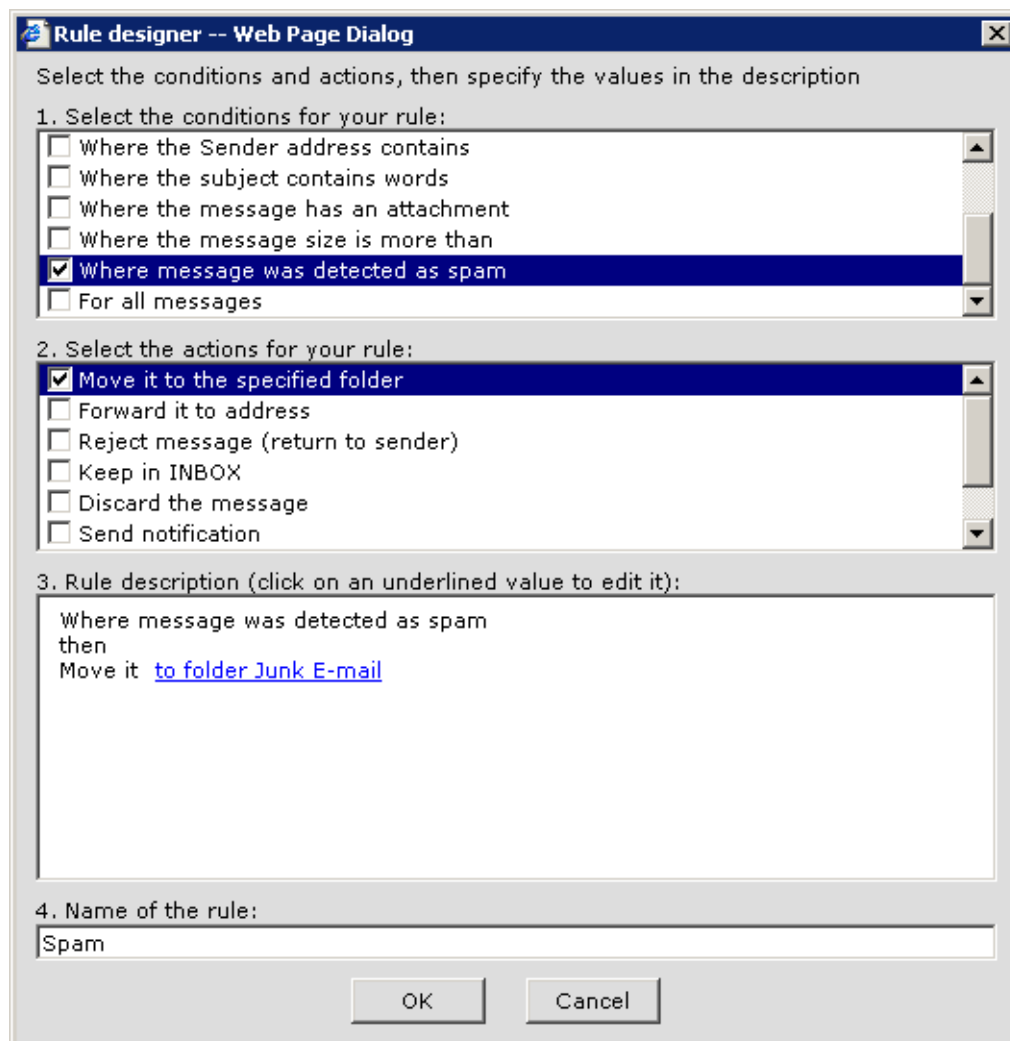 Rule designer -- Web Page Dialog
Select the conditions and actions, then specify the values in the description
1. Select the conditions for your rule:
Where the Sender address contains
Where the subject contains words
Where the message has an attachment
Where the message size is more than
Where message was detected as spam
For all messages
2. Select the actions for your rule:
Move it to the specified folder
Forward it to address
Reject message (return to sender)
Keep in INBOX
Discard the message
Send notification
3. Rule description (click on an underlined value to edit it):
Where message was detected as spam
then
Move it to folder Junk E-mail
4. Name of the rule:
Spam
OK Cancel